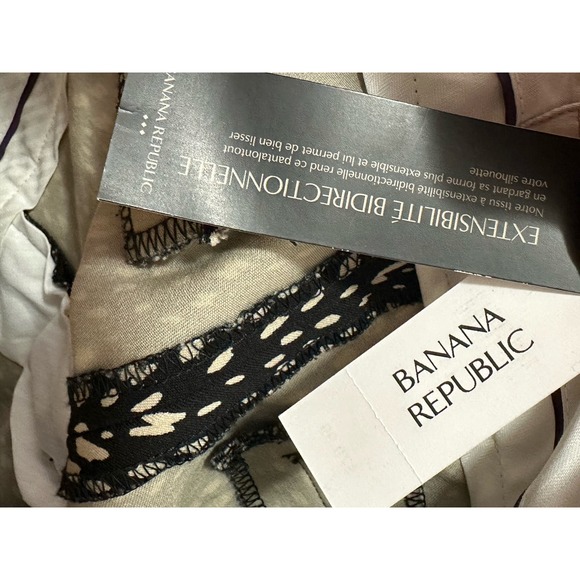 BANANA REPUBLIC
EXTENSIBILITÉ BIDIRECTIONNELLE
Notre tissu à extensibilité bidirectionnelle rend ce pantalon tout
en gardant sa forme plus extensible et lui permet de bien lisser
votre silhouette
BANANA
REPUBLIC